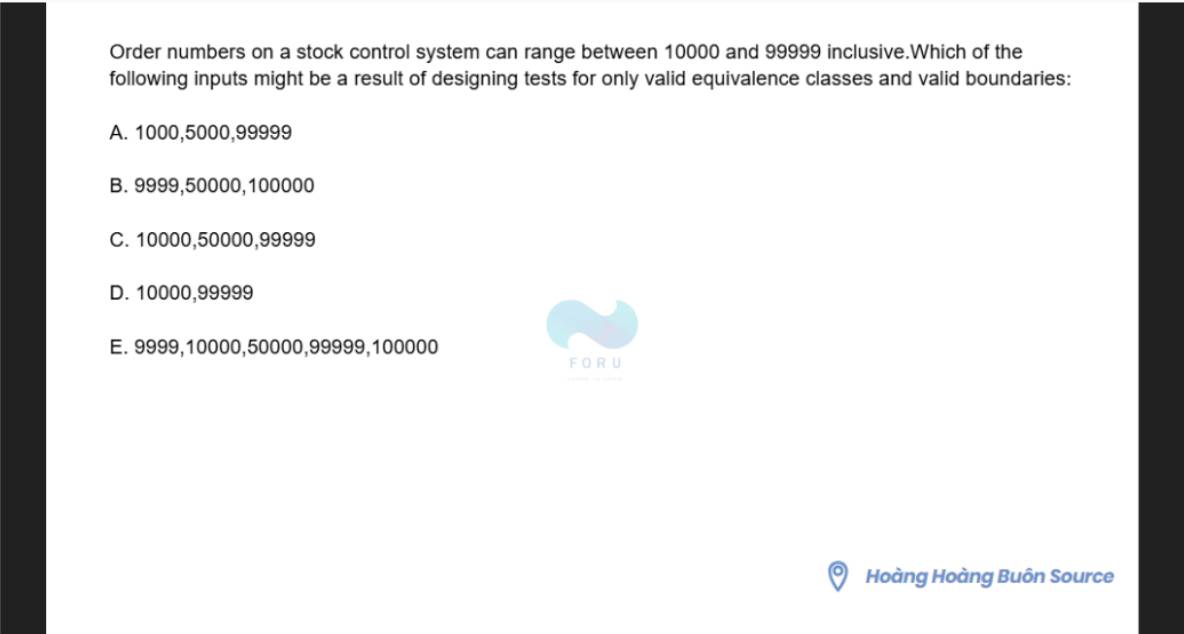 Order numbers on a stock control system can range between 10000 and 99999 inclusive.Which of the
following inputs might be a result of designing tests for only valid equivalence classes and valid boundaries:
A. 1000,5000,99999
B. 9999,50000,100000
C. 10000,50000,99999
D. 10000,99999
E. 9999,10000,50000,99999,100000
FORU
Hoàng Hoàng Buôn Source